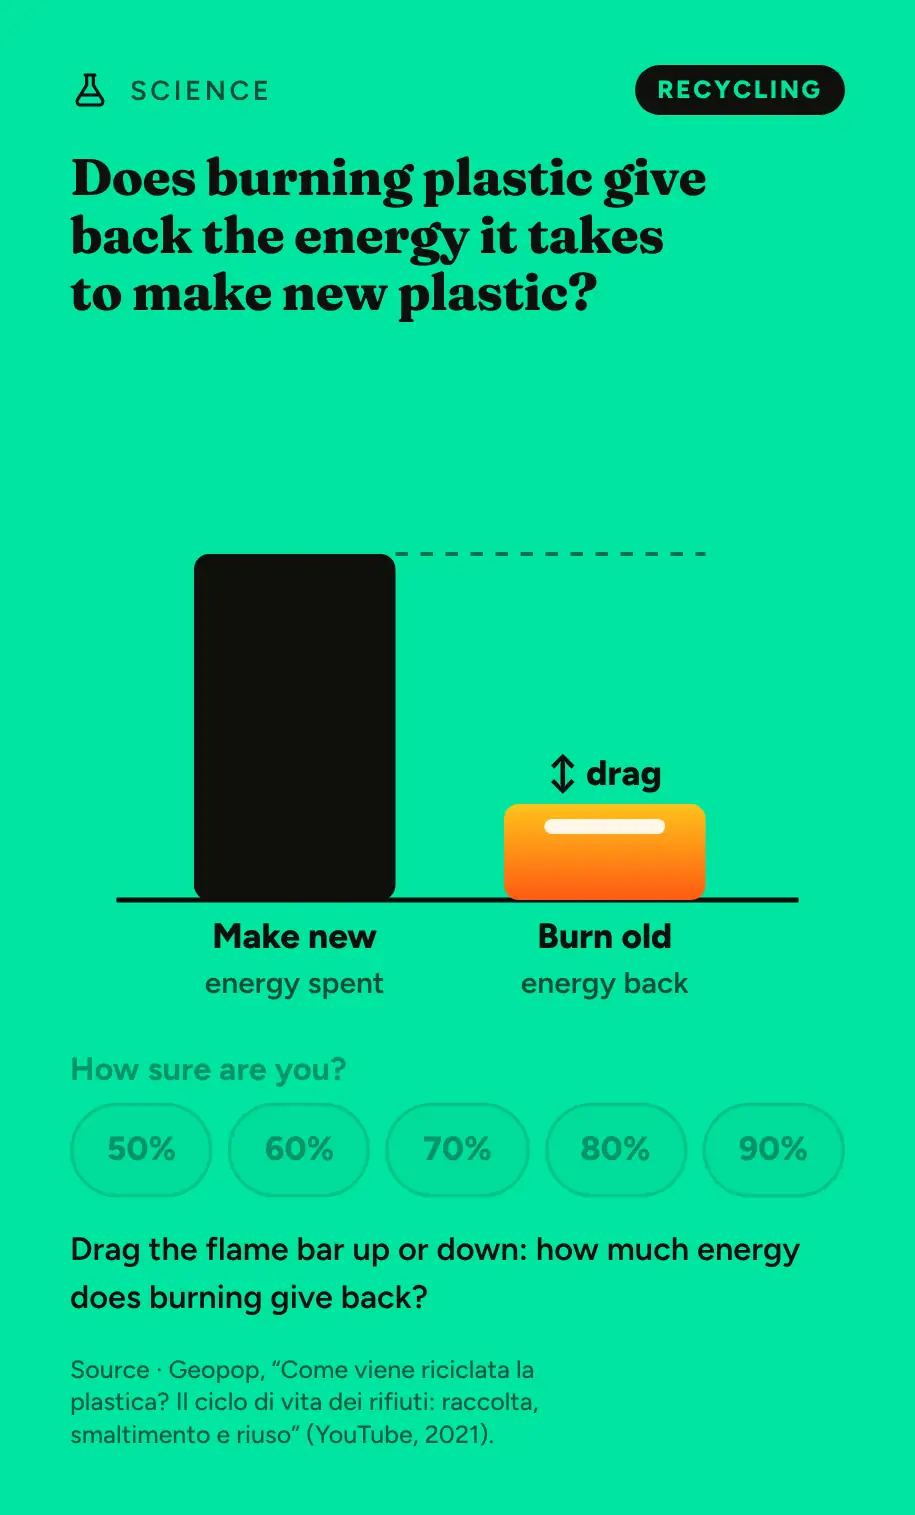 SCIENCE
RECYCLING
Does burning plastic give
back the energy it takes
to make new plastic?
drag
Make new
energy spent
Burn old
energy back
How sure are you?
50%
60%
70%
80%
90%
Drag the flame bar up or down: how much energy
does burning give back?
Source · Geopop, “Come viene riciclata la
plastica? Il ciclo di vita dei rifiuti: raccolta,
smaltimento e riuso” (YouTube, 2021).